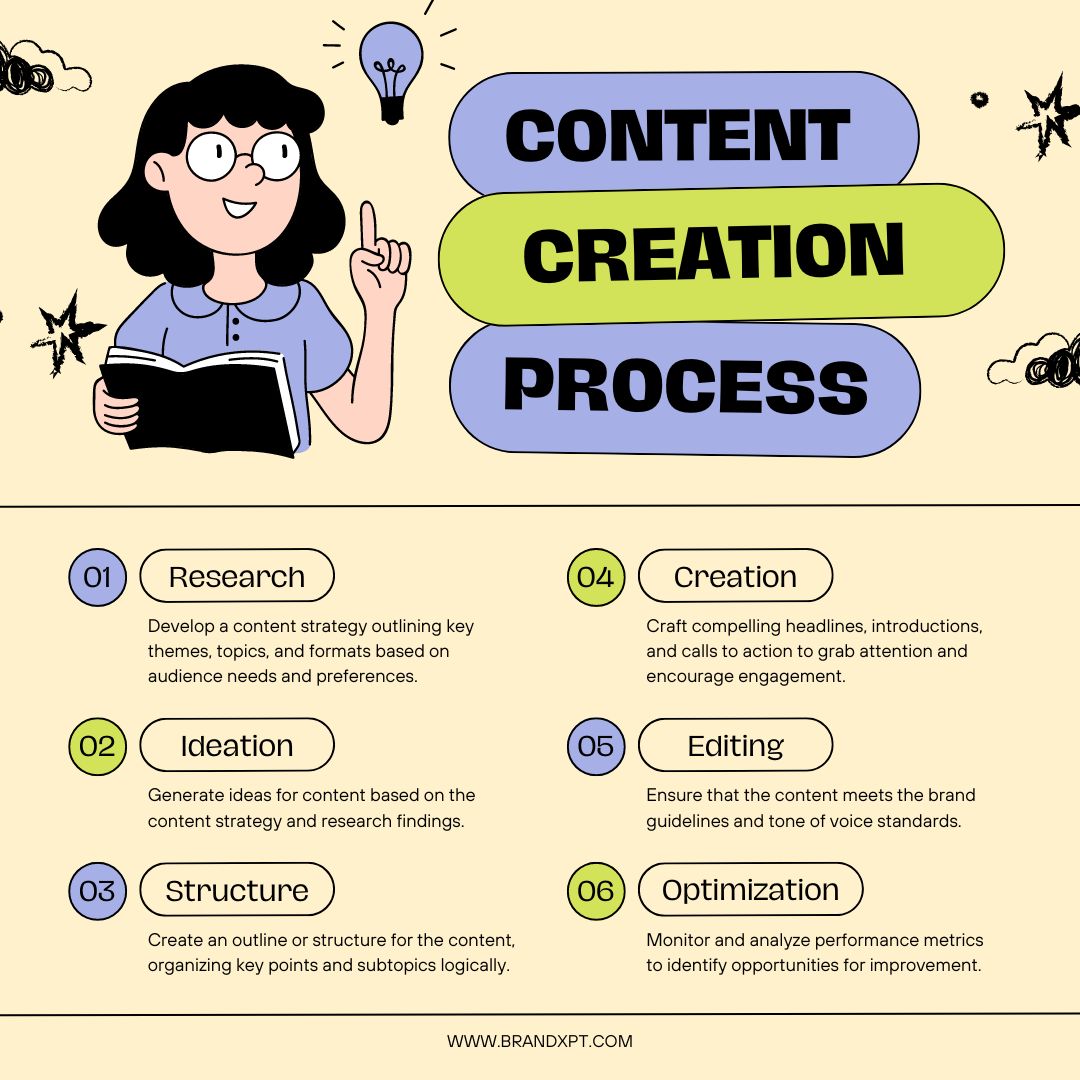 CONTENT
CREATION
PROCESS
01 Research
Develop a content strategy outlining key
themes, topics, and formats based on
audience needs and preferences.
02 Ideation
Generate ideas for content based on the
content strategy and research findings.
03 Structure
Create an outline or structure for the content,
organizing key points and subtopics logically.
04 Creation
Craft compelling headlines, introductions,
and calls to action to grab attention and
encourage engagement.
05 Editing
Ensure that the content meets the brand
guidelines and tone of voice standards.
06 Optimization
Monitor and analyze performance metrics
to identify opportunities for improvement.
WWW.BRANDXPT.COM